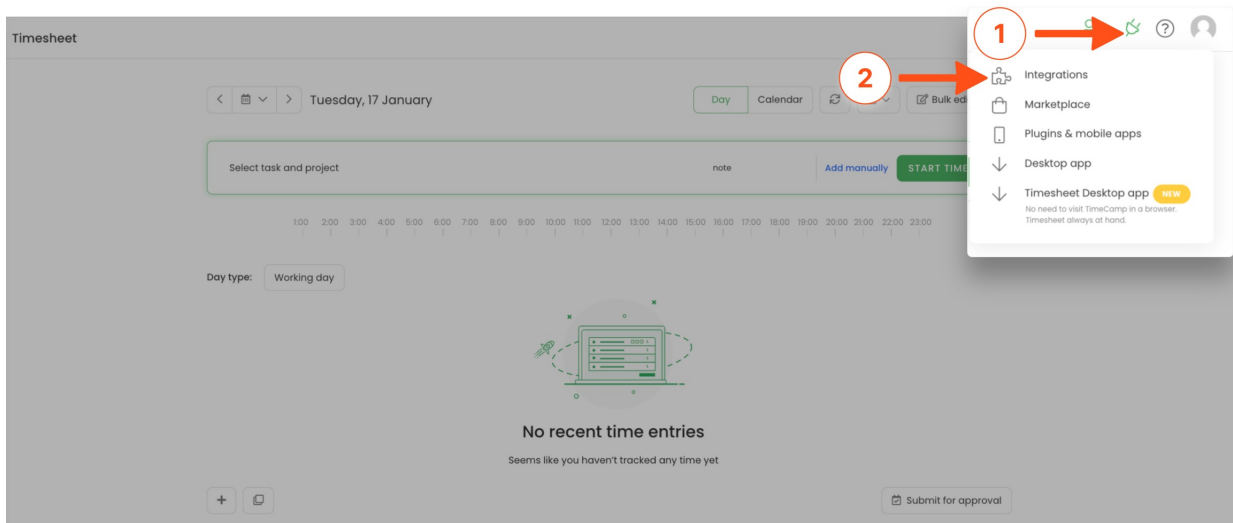 Timesheet
1
2
Tuesday, 17 January
Day
Calendar
Bulk edi
Integrations
Marketplace
Plugins & mobile apps
Desktop app
Timesheet Desktop app NEW
No need to visit TimeCamp in a browser.
Timesheet always at hand.
Select task and project
note
Add manually
START TIME
1:00 2:00 3:00 4:00 5:00 6:00 7:00 8:00 9:00 10:00 11:00 12:00 13:00 14:00 15:00 16:00 17:00 18:00 19:00 20:00 21:00 22:00 23:00
Day type:
Working day
No recent time entries
Seems like you haven't tracked any time yet
Submit for approval